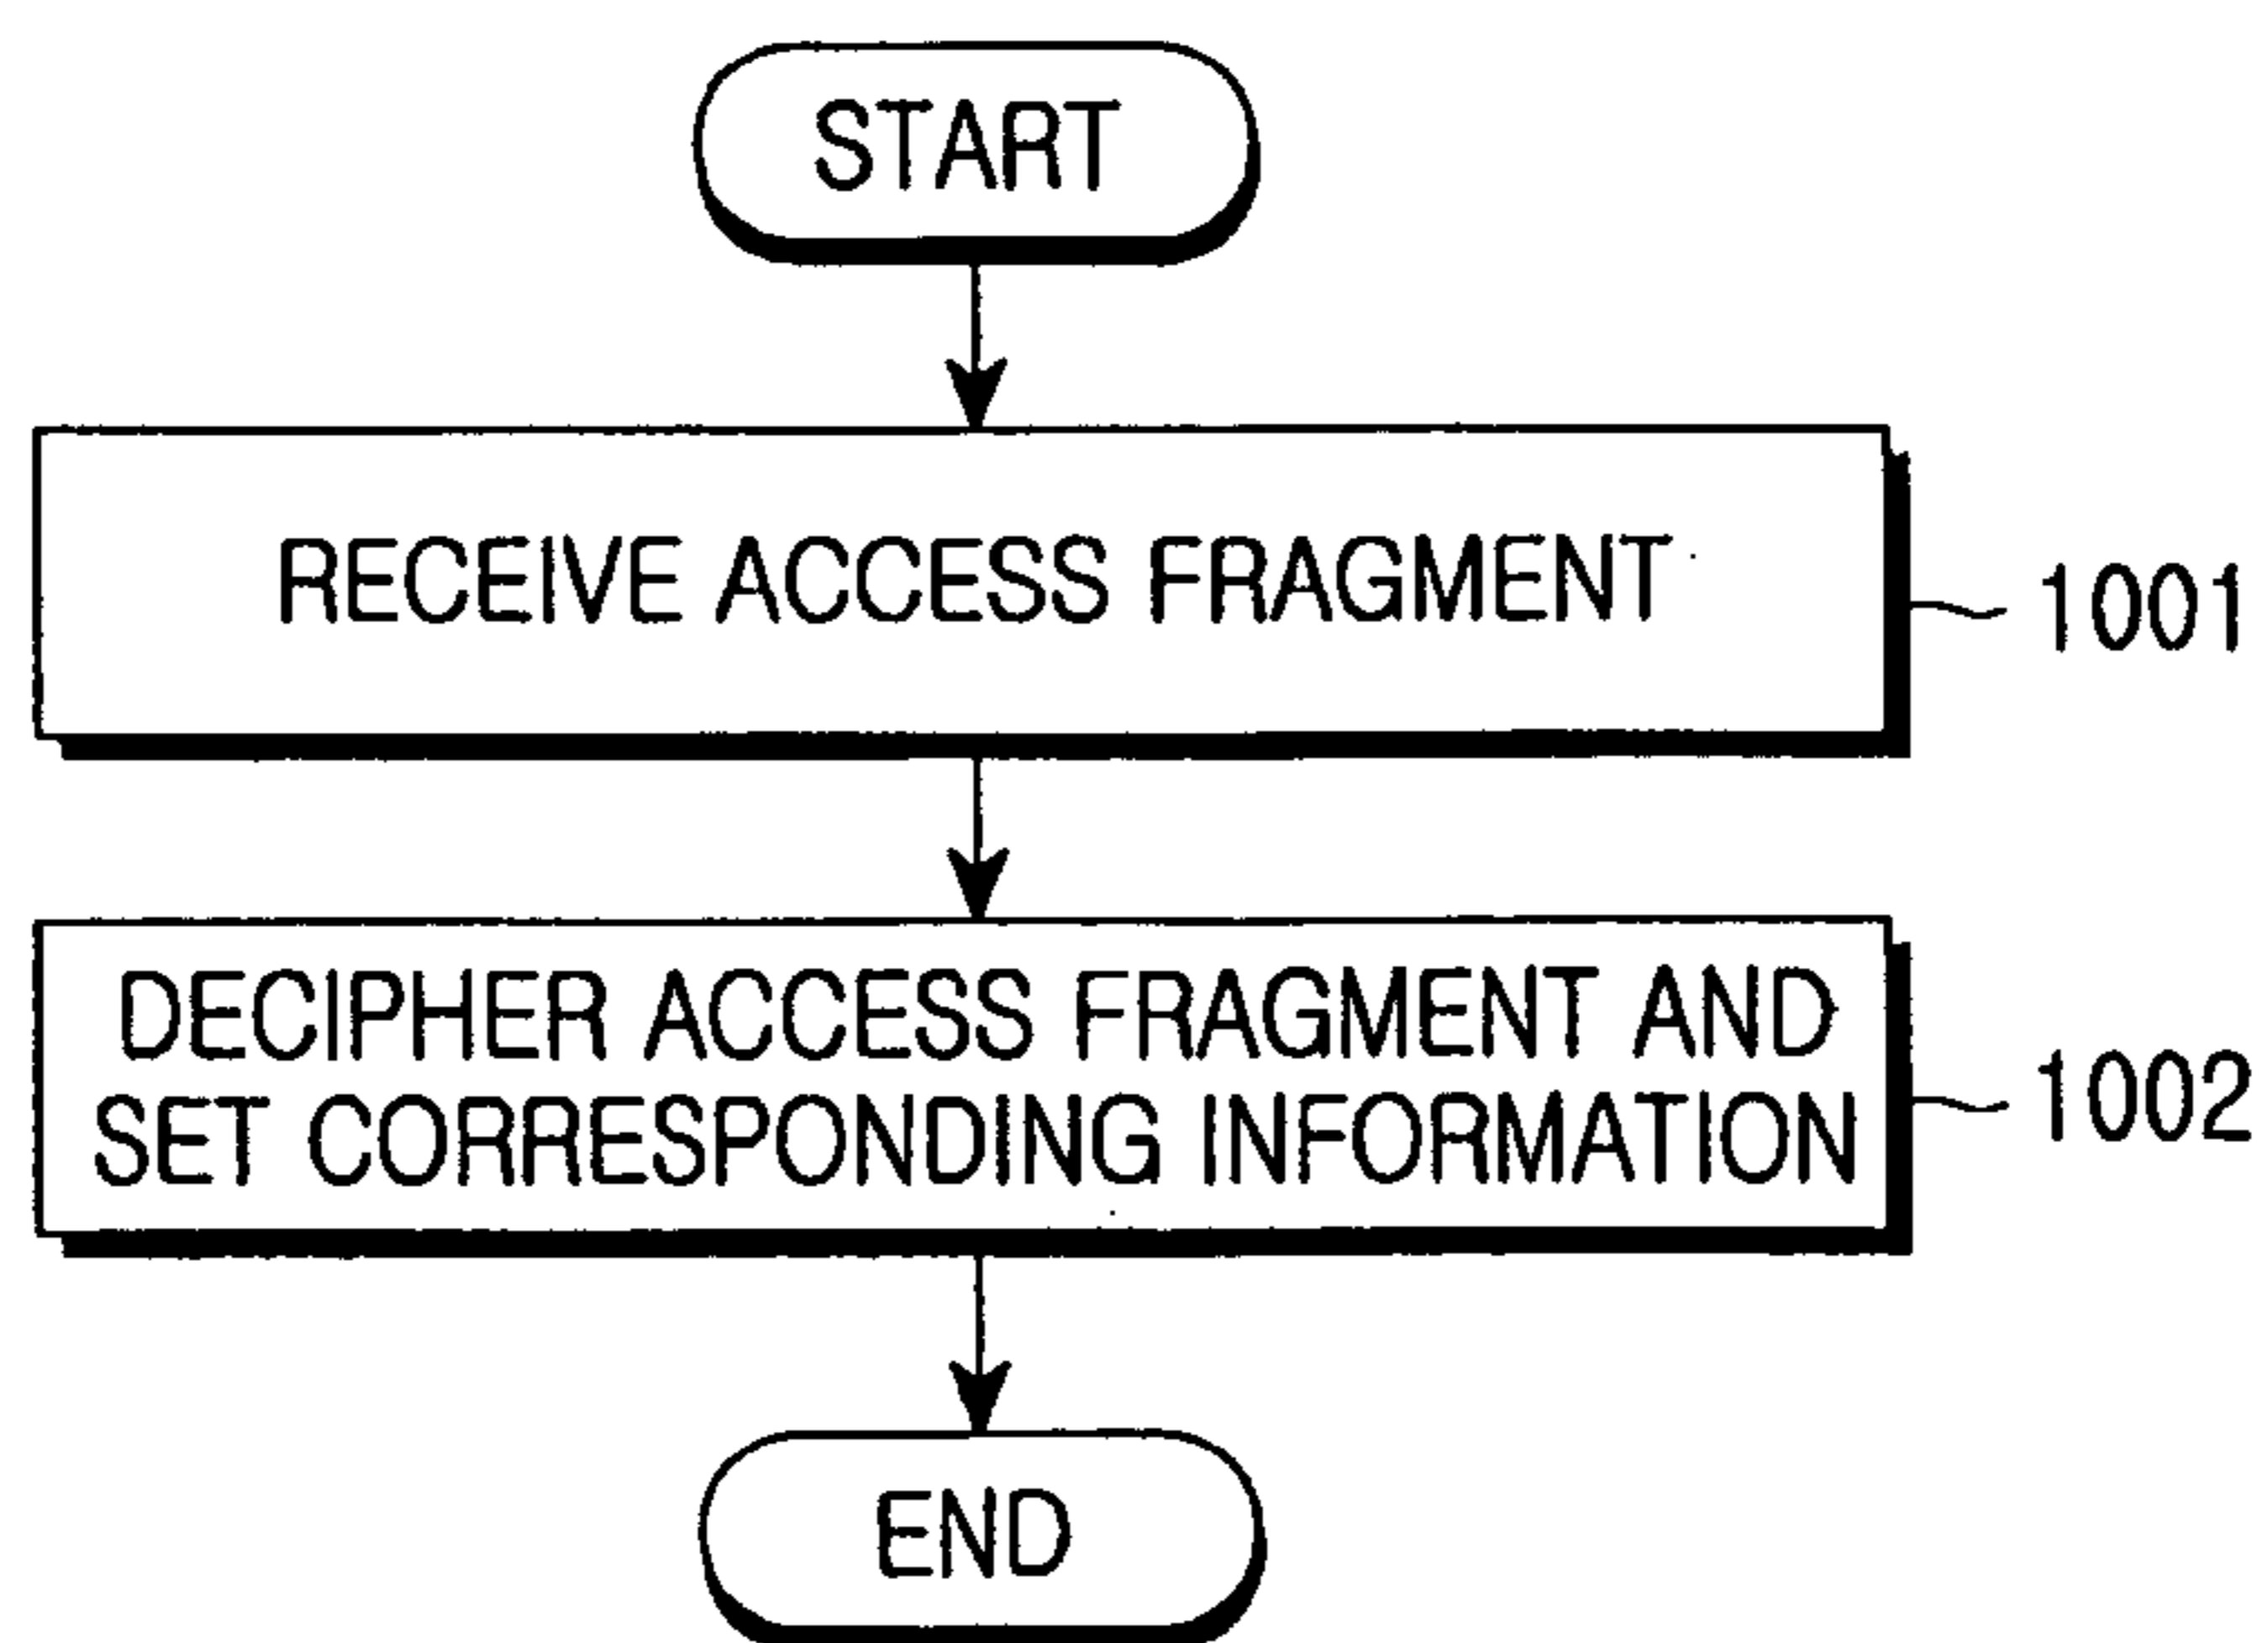 START
RECEIVE ACCESS FRAGMENT
1001
DECIPHER ACCESS FRAGMENT AND
SET CORRESPONDING INFORMATION
1002
END